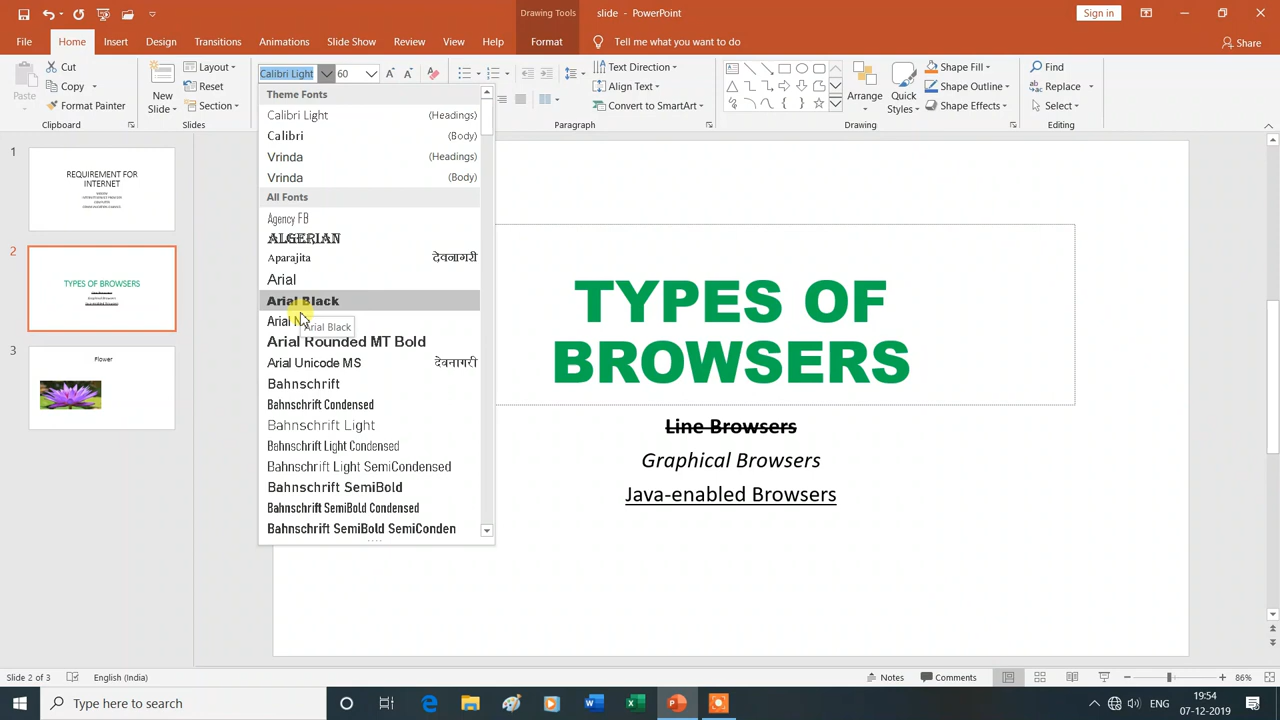 Drawing Tools
slide - PowerPoint
Sign in
File
Home
Insert
Design
Transitions
Animations
Slide Show
Review
View
Help
Format
Tell me what you want to do
Share
Paste
Cut
Copy
Format Painter
Clipboard
New
Slide
Layout
Reset
Section
Slides
Calibri Light
60
Text Direction
Align Text
Convert to SmartArt
Paragraph
Arrange
Quick
Styles
Shape Fill
Shape Outline
Shape Effects
Drawing
Find
Replace
Select
Editing
Theme Fonts
Calibri Light (Headings)
Calibri (Body)
Vrinda (Headings)
Vrinda (Body)
All Fonts
Agency FB
ALGERIAN
Aparajita देवनागरी
Arial
Arial Black
Arial N
Arial Black
Arial Rounded MT Bold
Arial Unicode MS देवनागरी
Bahnschrift
Bahnschrift Condensed
Bahnschrift Light
Bahnschrift Light Condensed
Bahnschrift Light SemiCondensed
Bahnschrift SemiBold
Bahnschrift SemiBold Condensed
Bahnschrift SemiBold SemiConden
1
REQUIREMENT FOR
INTERNET
2
TYPES OF BROWSERS
3
Flower
TYPES OF
BROWSERS
Line Browsers
Graphical Browsers
Java-enabled Browsers
Slide 2 of 3
English (India)
Notes
Comments
86%
Type here to search
ENG
19:54
07-12-2019